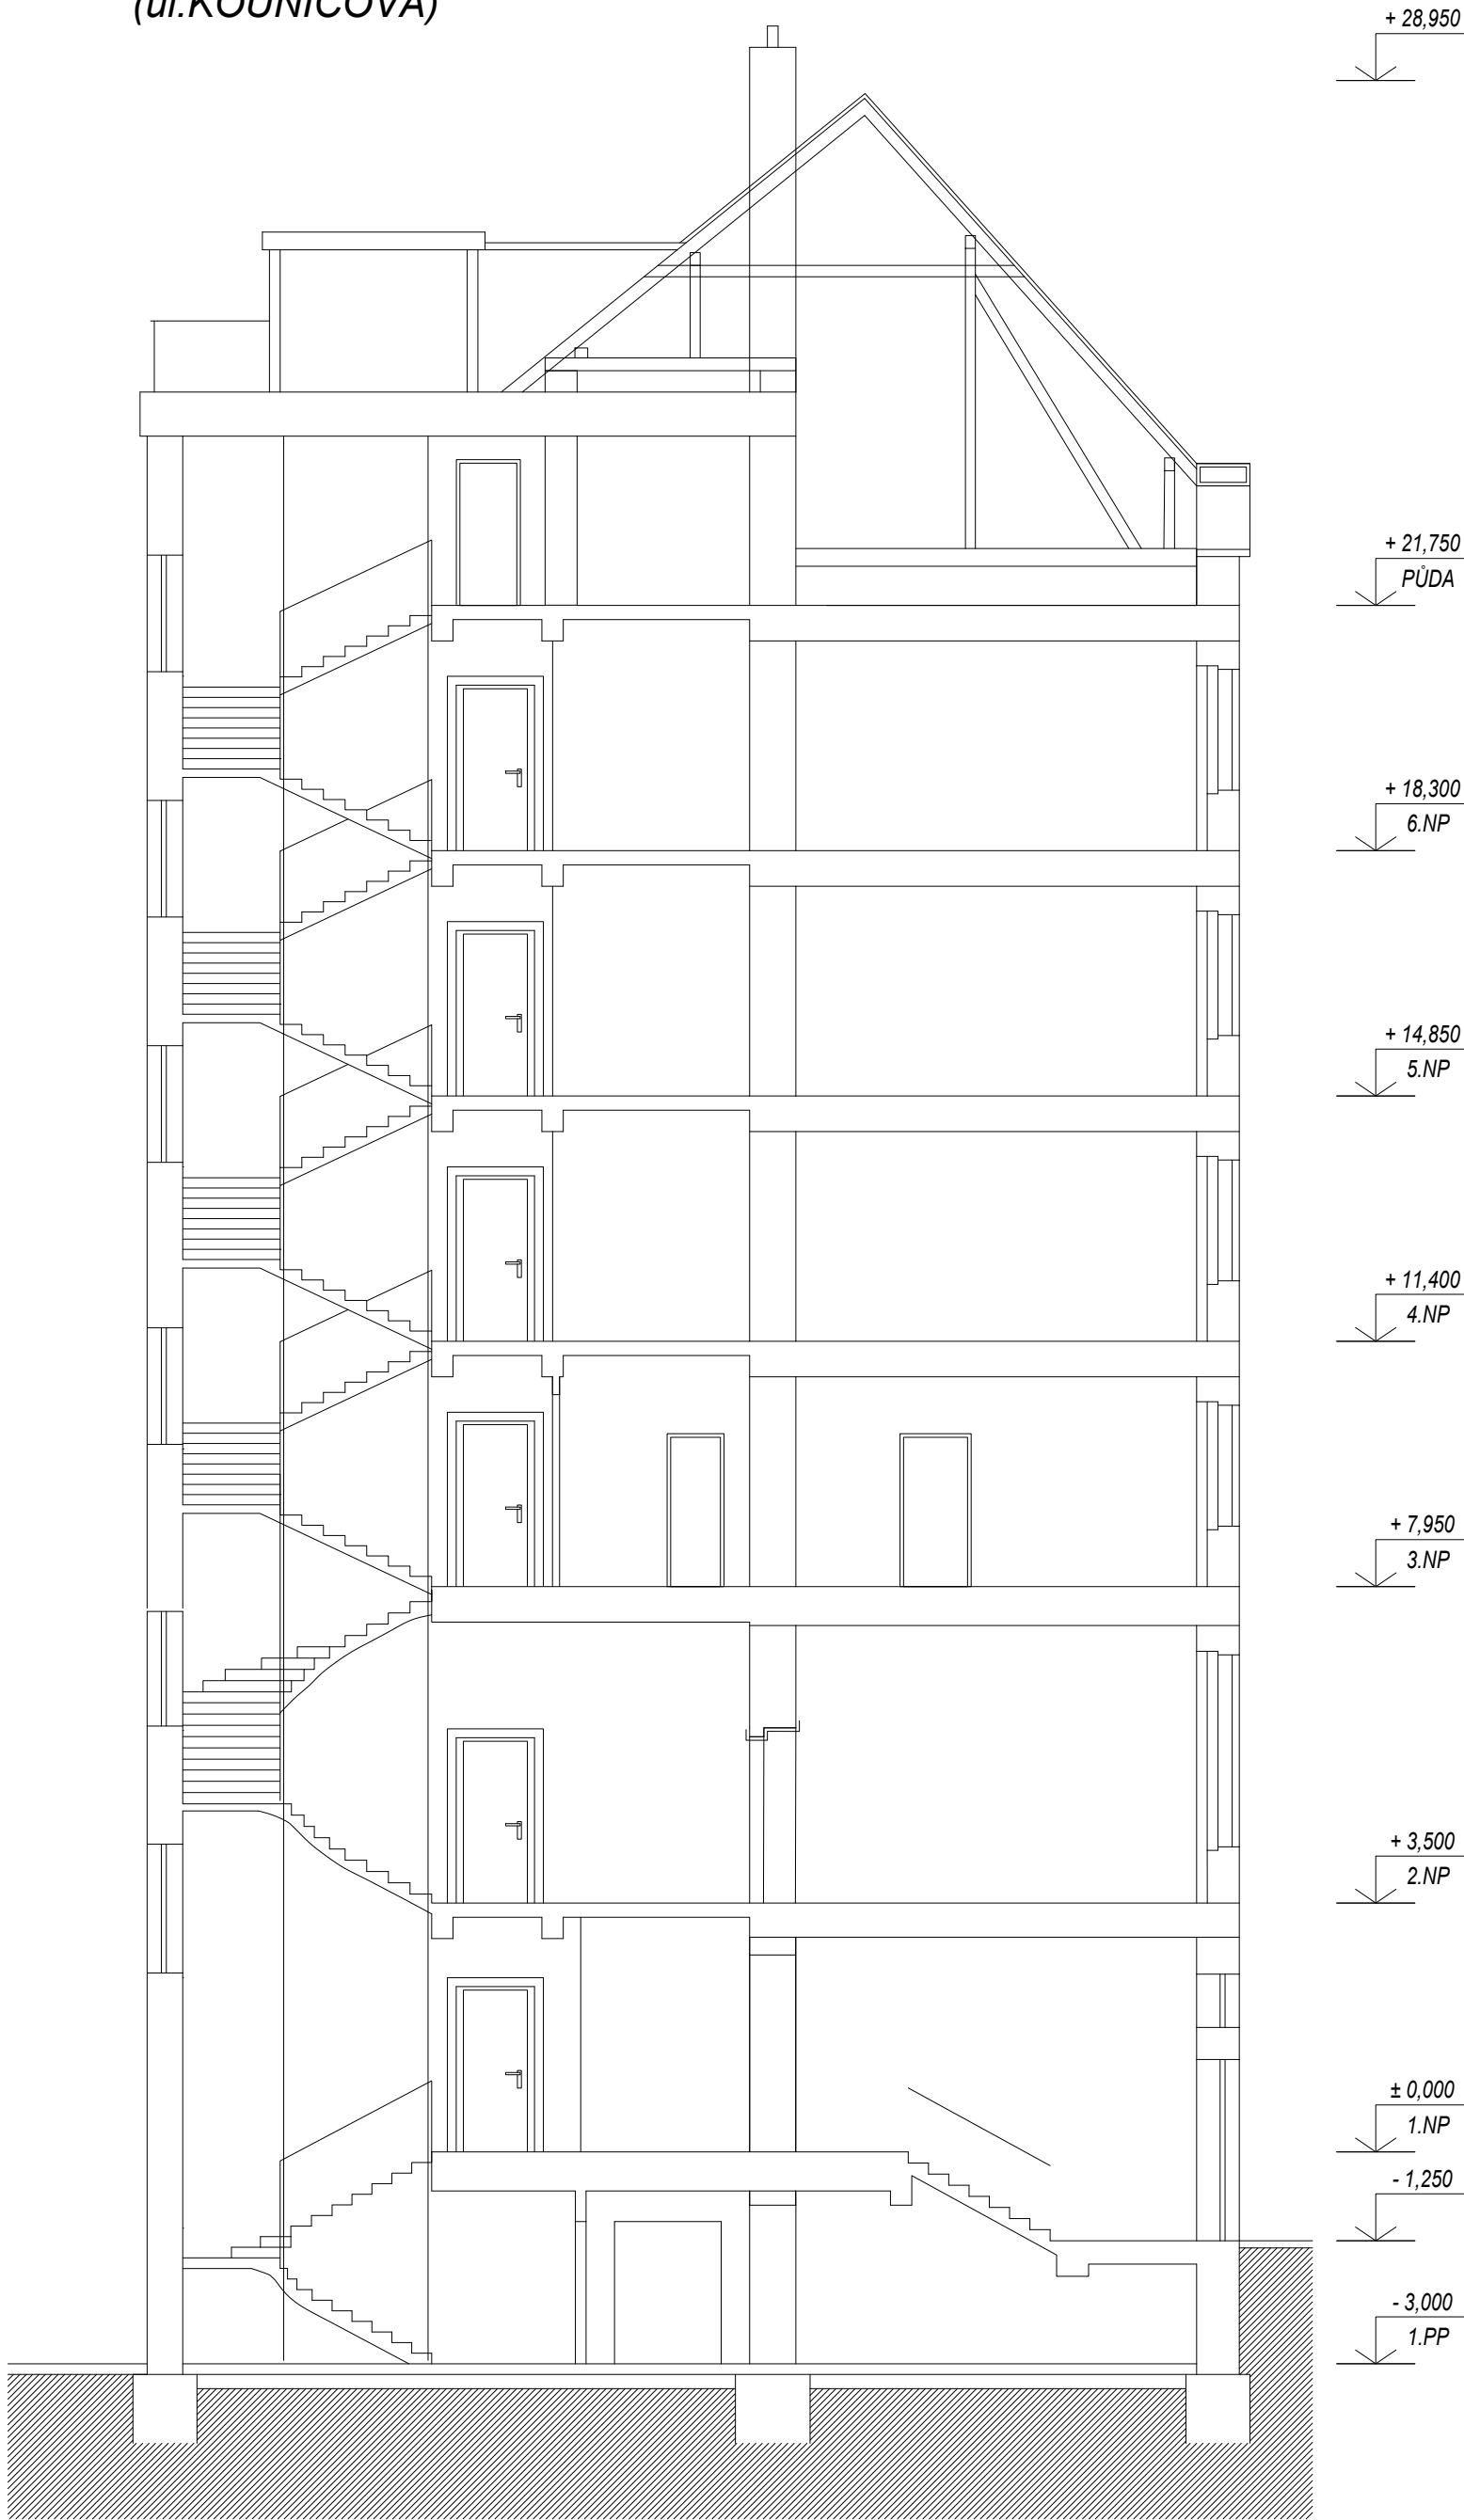 (ul.KOUNICOVA)
+ 28,950
+ 21,750
PŮDA
+ 18,300
6.NP
+ 14,850
5.NP
+ 11,400
4.NP
+ 7,950
3.NP
+ 3,500
2.NP
± 0,000
1.NP
- 1,250
- 3,000
1.PP